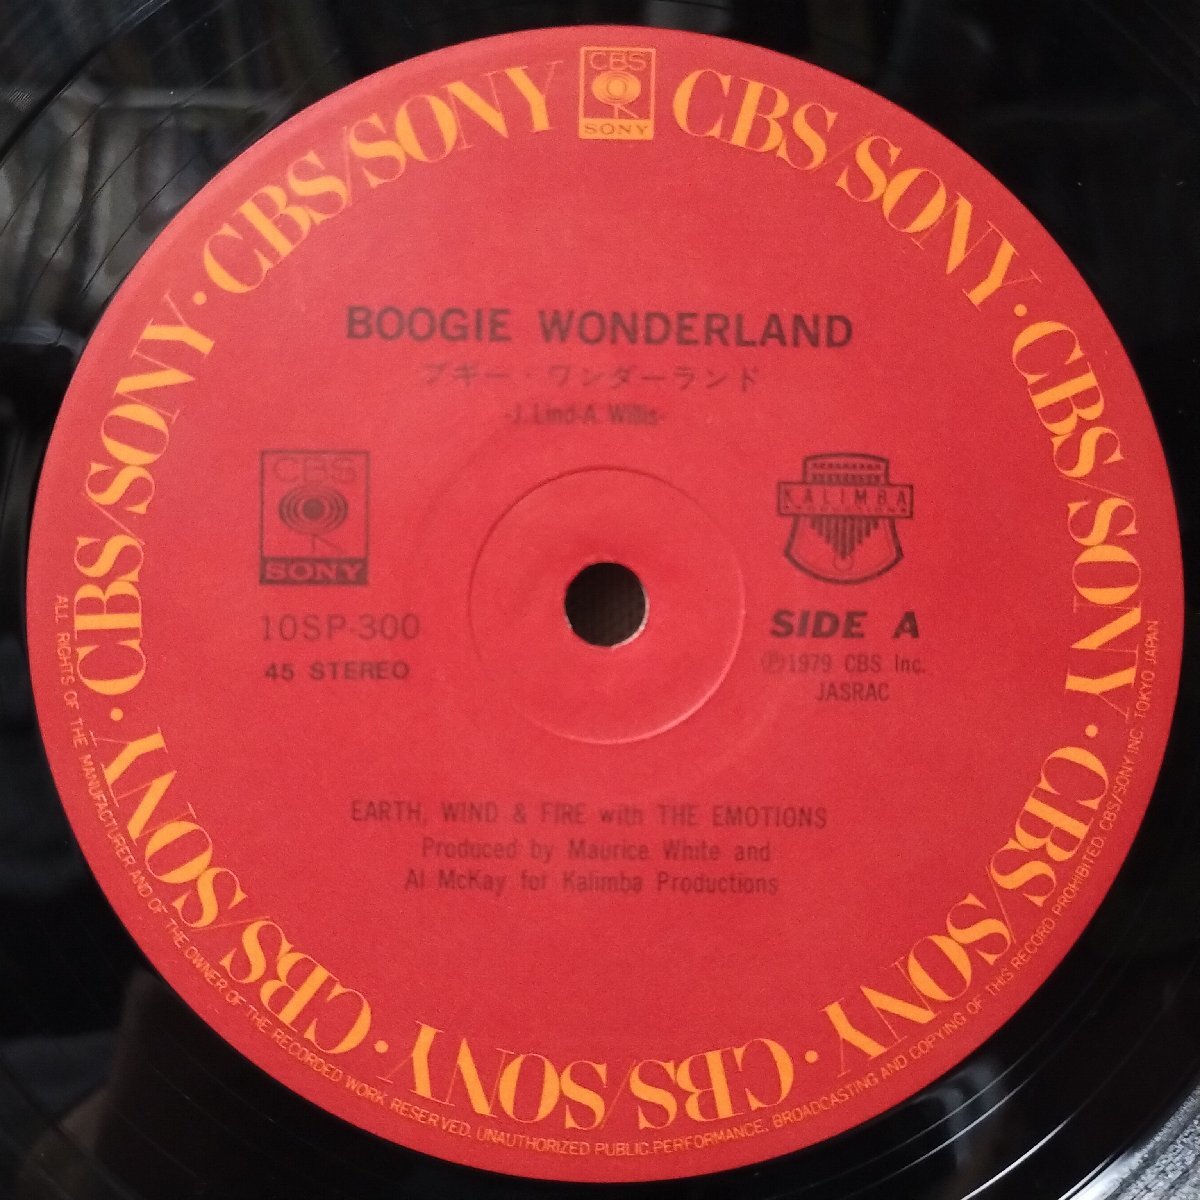 CBS
SONY
CBS/SONY · CBS/SONY · CBS/SONY · CBS/SONY · CBS/SONY · CBS/SONY · CBS/SONY · CBS/SONY
BOOGIE WONDERLAND
ブギー・ワンダーランド
-J. Lind-A. Willis-
CBS
SONY
10SP-300
45 STEREO
KALIMBA
PRODUCTIONS
SIDE A
Ⓟ1979 CBS Inc.
JASRAC
EARTH, WIND & FIRE with THE EMOTIONS
Produced by Maurice White and
Al McKay for Kalimba Productions
ALL RIGHTS OF THE MANUFACTURER AND OF THE OWNER OF THE RECORDED WORK RESERVED. UNAUTHORIZED PUBLIC PERFORMANCE, BROADCASTING AND COPYING OF THIS RECORD PROHIBITED. CBS/SONY INC. TOKYO JAPAN